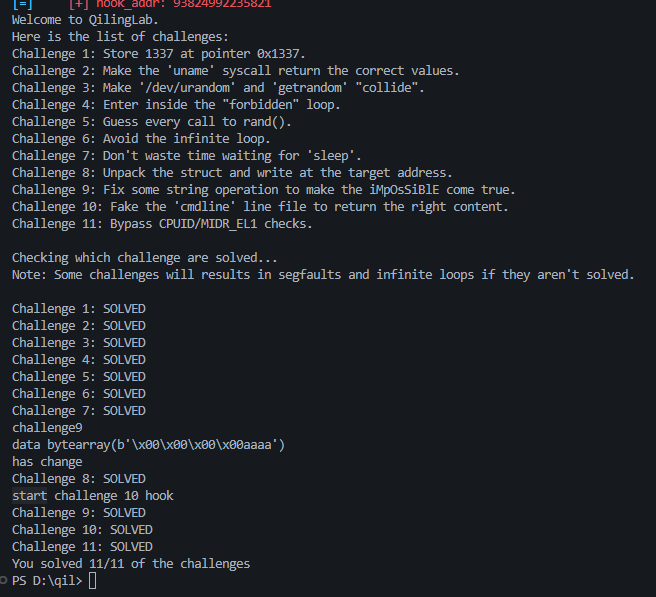 [=]     [+] hook_addr: 93824992235821
Welcome to QilingLab.
Here is the list of challenges:
Challenge 1: Store 1337 at pointer 0x1337.
Challenge 2: Make the 'uname' syscall return the correct values.
Challenge 3: Make '/dev/urandom' and 'getrandom' "collide".
Challenge 4: Enter inside the "forbidden" loop.
Challenge 5: Guess every call to rand().
Challenge 6: Avoid the infinite loop.
Challenge 7: Don't waste time waiting for 'sleep'.
Challenge 8: Unpack the struct and write at the target address.
Challenge 9: Fix some string operation to make the iMpOsSiBlE come true.
Challenge 10: Fake the 'cmdline' line file to return the right content.
Challenge 11: Bypass CPUID/MIDR_EL1 checks.
Checking which challenge are solved...
Note: Some challenges will results in segfaults and infinite loops if they aren't solved.
Challenge 1: SOLVED
Challenge 2: SOLVED
Challenge 3: SOLVED
Challenge 4: SOLVED
Challenge 5: SOLVED
Challenge 6: SOLVED
Challenge 7: SOLVED
challenge9
data bytearray(b'\x00\x00\x00\x00aaaa')
has change
Challenge 8: SOLVED
start challenge 10 hook
Challenge 9: SOLVED
Challenge 10: SOLVED
Challenge 11: SOLVED
You solved 11/11 of the challenges
PS D:\qil>